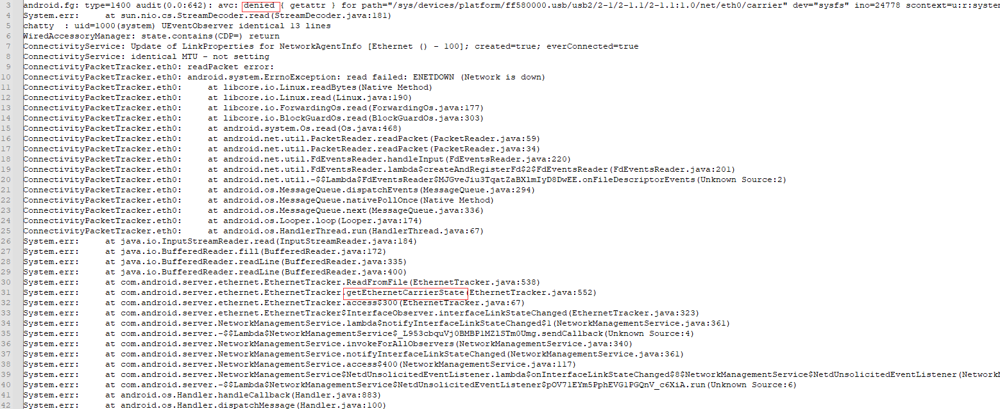 3 android.fg: type=1400 audit(0.0:642): avc: denied { getattr } for path="/sys/devices/platform/ff580000.usb/usb2/2-1/2-1.1/2-1.1:1.0/net/eth0/carrier" dev="sysfs" ino=24778 scontext=u:r:system
4 System.err:     at sun.nio.cs.StreamDecoder.read(StreamDecoder.java:181)
5 chatty  : uid=1000(system) UEventObserver identical 13 lines
6 WiredAccessoryManager: state.contains(CDP=) return
7 ConnectivityService: Update of LinkProperties for NetworkAgentInfo [Ethernet () - 100]; created=true; everConnected=true
8 ConnectivityService: identical MTU - not setting
9 ConnectivityPacketTracker.eth0: readPacket error:
10 ConnectivityPacketTracker.eth0: android.system.ErrnoException: read failed: ENETDOWN (Network is down)
11 ConnectivityPacketTracker.eth0:     at libcore.io.Linux.readBytes(Native Method)
12 ConnectivityPacketTracker.eth0:     at libcore.io.Linux.read(Linux.java:190)
13 ConnectivityPacketTracker.eth0:     at libcore.io.ForwardingOs.read(ForwardingOs.java:177)
14 ConnectivityPacketTracker.eth0:     at libcore.io.BlockGuardOs.read(BlockGuardOs.java:303)
15 ConnectivityPacketTracker.eth0:     at android.system.Os.read(Os.java:468)
16 ConnectivityPacketTracker.eth0:     at android.net.util.PacketReader.readPacket(PacketReader.java:59)
17 ConnectivityPacketTracker.eth0:     at android.net.util.PacketReader.readPacket(PacketReader.java:34)
18 ConnectivityPacketTracker.eth0:     at android.net.util.FdEventsReader.handleInput(FdEventsReader.java:220)
19 ConnectivityPacketTracker.eth0:     at android.net.util.FdEventsReader.lambda$createAndRegisterFd$2$FdEventsReader(FdEventsReader.java:201)
20 ConnectivityPacketTracker.eth0:     at android.net.util.-$$Lambda$FdEventsReader$MJGveJiu3TqatZaBXlmIyD8DwEE.onFileDescriptorEvents(Unknown Source:2)
21 ConnectivityPacketTracker.eth0:     at android.os.MessageQueue.dispatchEvents(MessageQueue.java:294)
22 ConnectivityPacketTracker.eth0:     at android.os.MessageQueue.nativePollOnce(Native Method)
23 ConnectivityPacketTracker.eth0:     at android.os.MessageQueue.next(MessageQueue.java:336)
24 ConnectivityPacketTracker.eth0:     at android.os.Looper.loop(Looper.java:174)
25 ConnectivityPacketTracker.eth0:     at android.os.HandlerThread.run(HandlerThread.java:67)
26 System.err:     at java.io.InputStreamReader.read(InputStreamReader.java:184)
27 System.err:     at java.io.BufferedReader.fill(BufferedReader.java:172)
28 System.err:     at java.io.BufferedReader.readLine(BufferedReader.java:335)
29 System.err:     at java.io.BufferedReader.readLine(BufferedReader.java:400)
30 System.err:     at com.android.server.ethernet.EthernetTracker.ReadFromFile(EthernetTracker.java:538)
31 System.err:     at com.android.server.ethernet.EthernetTracker.getEthernetCarrierState(EthernetTracker.java:552)
32 System.err:     at com.android.server.ethernet.EthernetTracker.access$300(EthernetTracker.java:67)
33 System.err:     at com.android.server.ethernet.EthernetTracker$InterfaceObserver.interfaceLinkStateChanged(EthernetTracker.java:323)
34 System.err:     at com.android.server.NetworkManagementService.lambda$notifyInterfaceLinkStateChanged$1(NetworkManagementService.java:361)
35 System.err:     at com.android.server.-$$Lambda$NetworkManagementService$_L953cbquVj0BMBP1MZlSTm0Umg.sendCallback(Unknown Source:4)
36 System.err:     at com.android.server.NetworkManagementService.invokeForAllObservers(NetworkManagementService.java:340)
37 System.err:     at com.android.server.NetworkManagementService.notifyInterfaceLinkStateChanged(NetworkManagementService.java:361)
38 System.err:     at com.android.server.NetworkManagementService.access$400(NetworkManagementService.java:117)
39 System.err:     at com.android.server.NetworkManagementService$NetdUnsolicitedEventListener.lambda$onInterfaceLinkStateChanged$8$NetworkManagementService$NetdUnsolicitedEventListener(Network
40 System.err:     at com.android.server.-$$Lambda$NetworkManagementService$NetdUnsolicitedEventListener$pOV71EYm5PphEVG1PGQnV_c6XiA.run(Unknown Source:6)
41 System.err:     at android.os.Handler.handleCallback(Handler.java:883)
42 System.err:     at android.os.Handler.dispatchMessage(Handler.java:100)